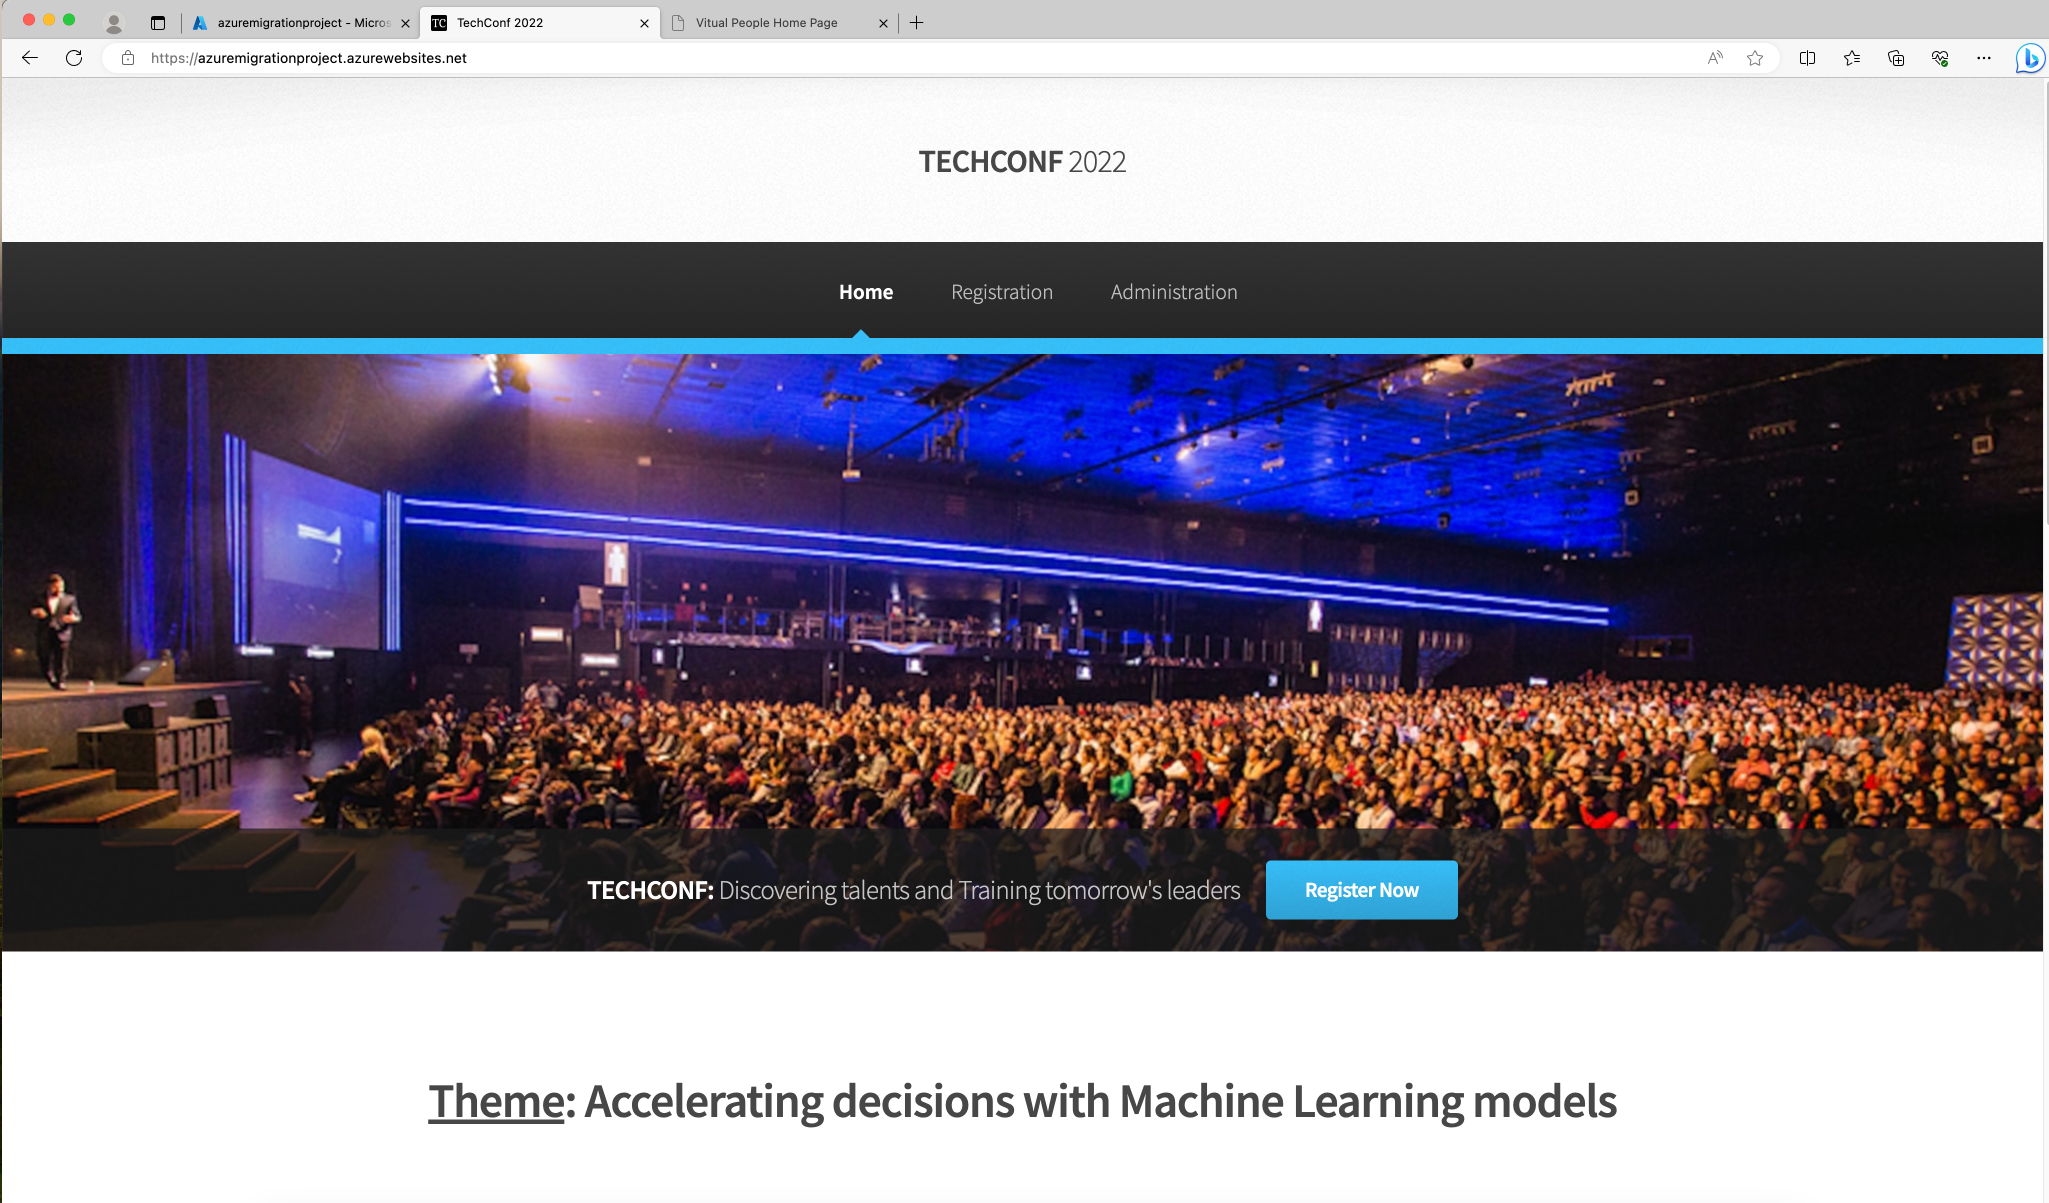 azuremigrationproject - Micros
TC TechConf 2022
Vitual People Home Page
https://azuremigrationproject.azurewebsites.net
TECHCONF 2022
Home Registration Administration
TECHCONF: Discovering talents and Training tomorrow's leaders
Register Now
Theme: Accelerating decisions with Machine Learning models